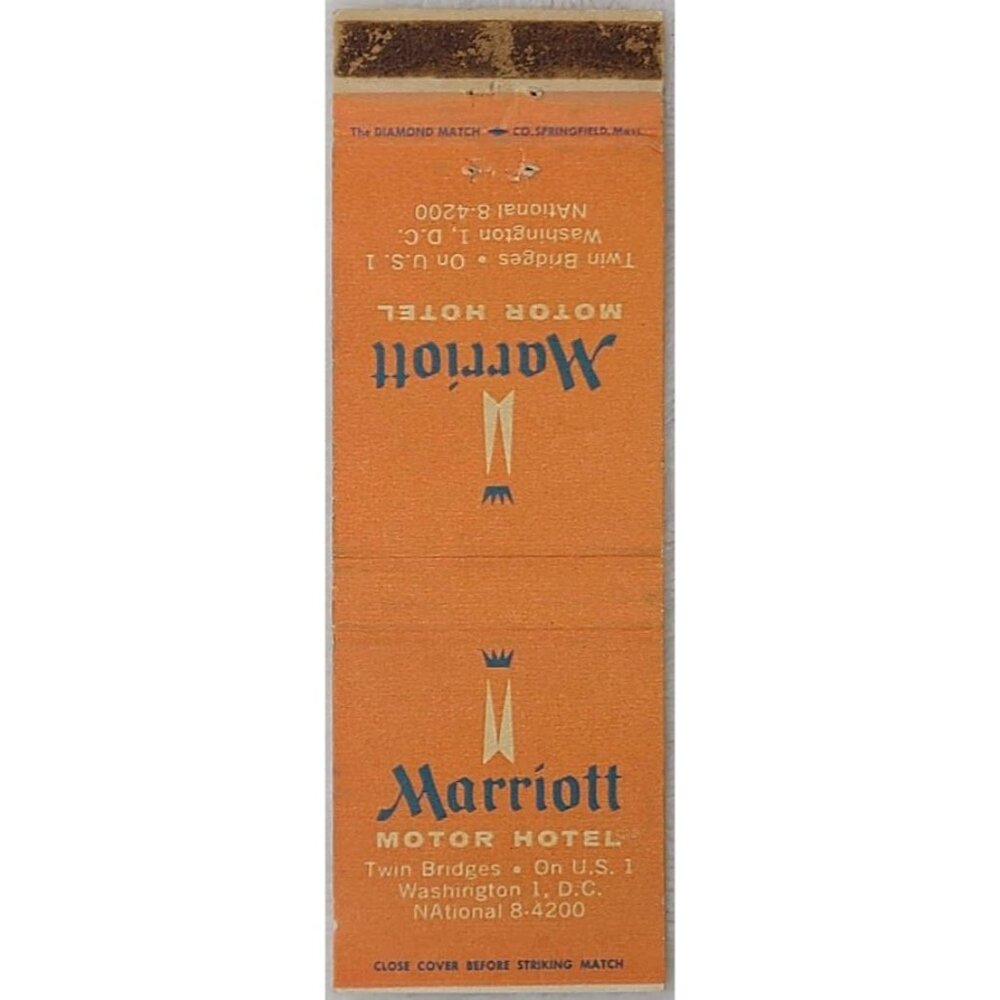 The DIAMOND MATCH CO. SPRINGFIELD, Mass.
NAtional 8-4200
Washington 1, D.C.
Twin Bridges • On U.S. 1
MOTOR HOTEL
Marriott
Marriott
MOTOR HOTEL
Twin Bridges • On U.S. 1
Washington 1, D.C.
NAtional 8-4200
CLOSE COVER BEFORE STRIKING MATCH